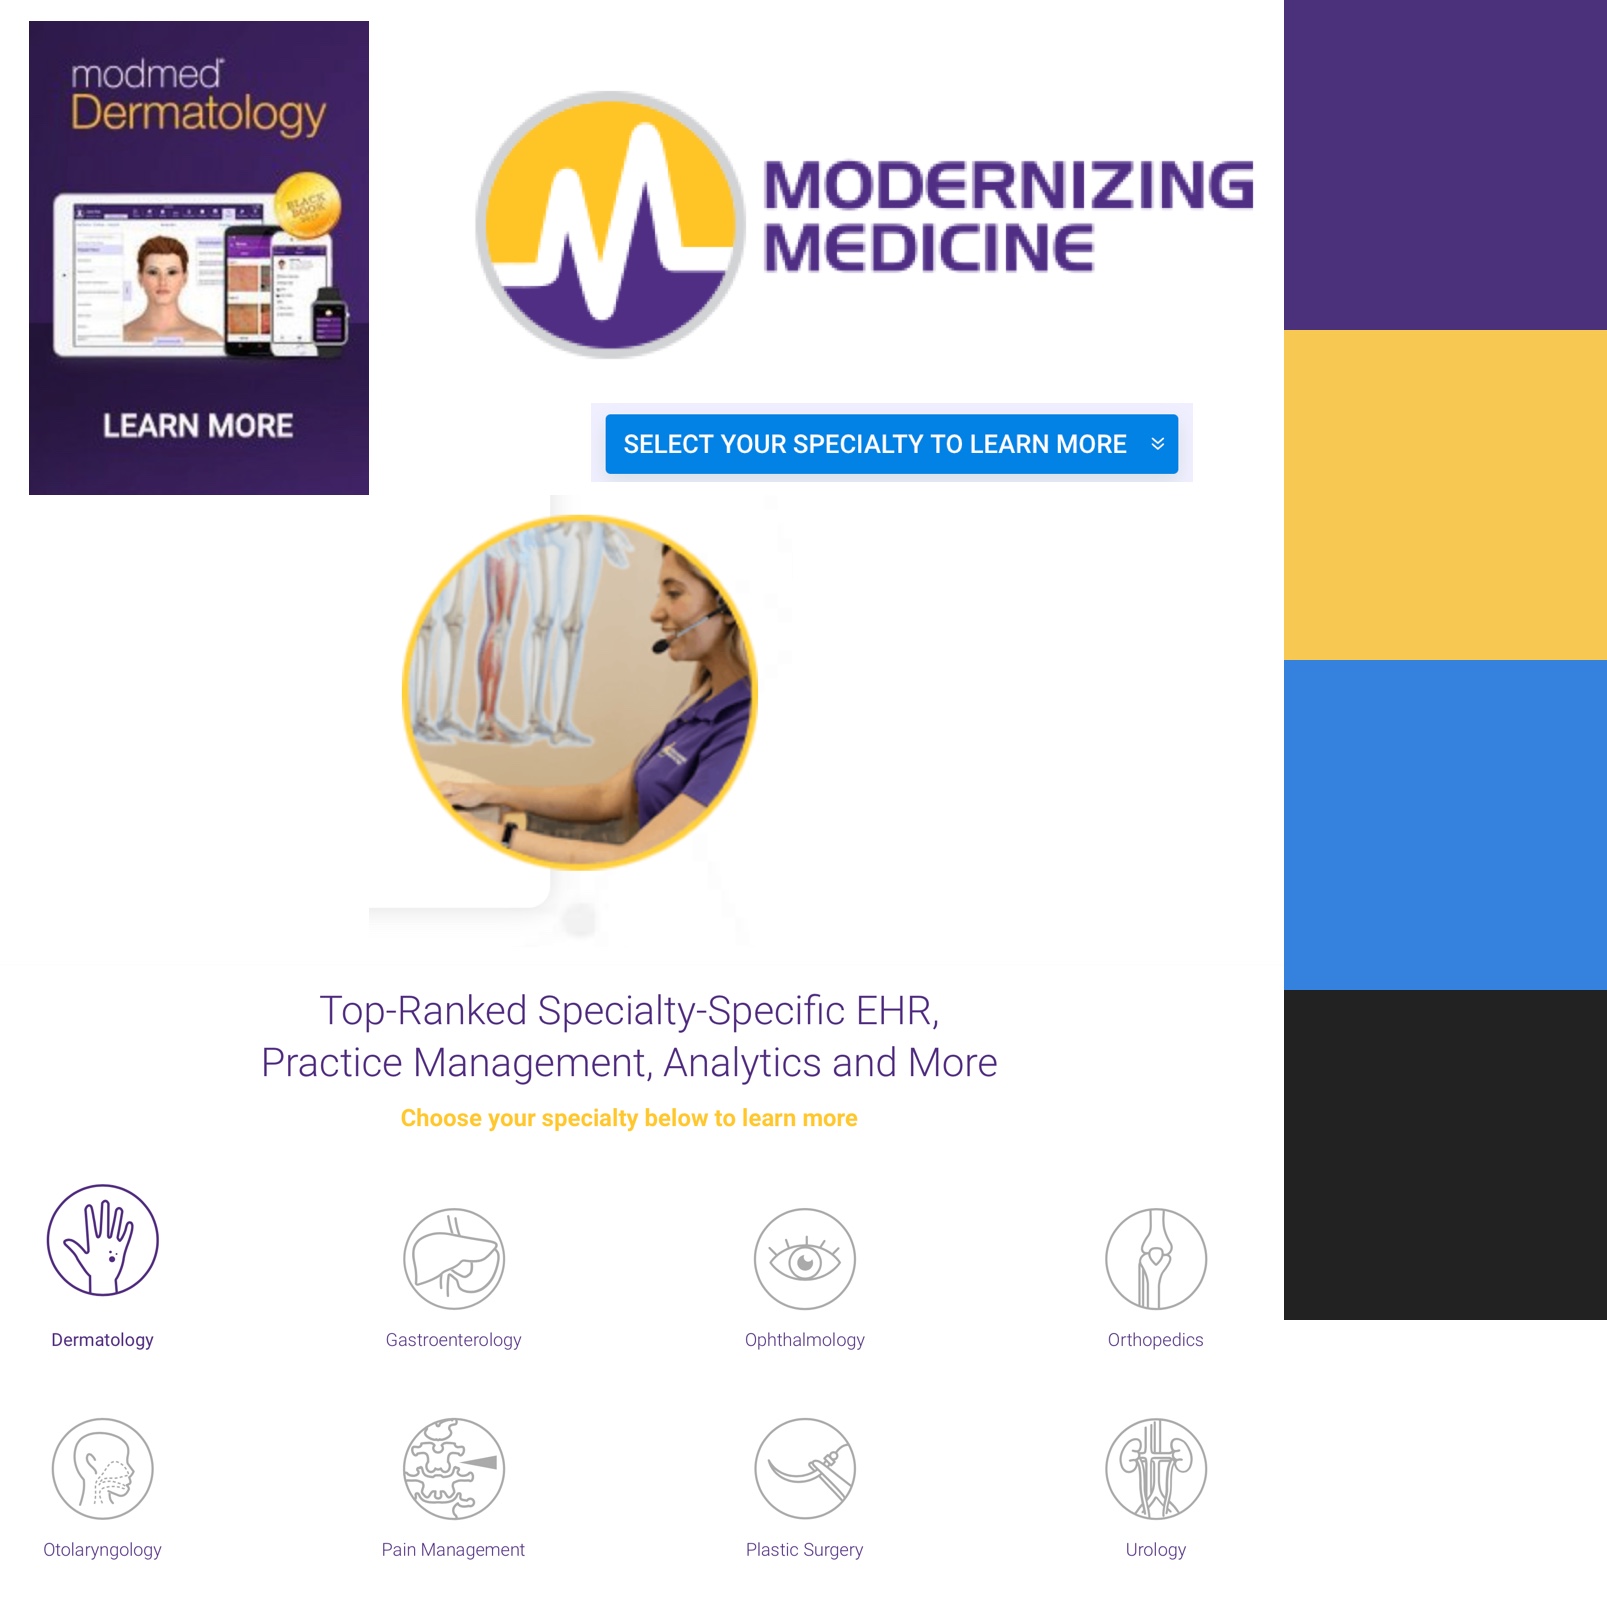 modmed®
Dermatology
BLACK
BOOK
LEARN MORE
MODERNIZING
MEDICINE
SELECT YOUR SPECIALTY TO LEARN MORE
Top-Ranked Specialty-Specific EHR,
Practice Management, Analytics and More
Choose your specialty below to learn more
Dermatology
Gastroenterology
Ophthalmology
Orthopedics
Otolaryngology
Pain Management
Plastic Surgery
Urology